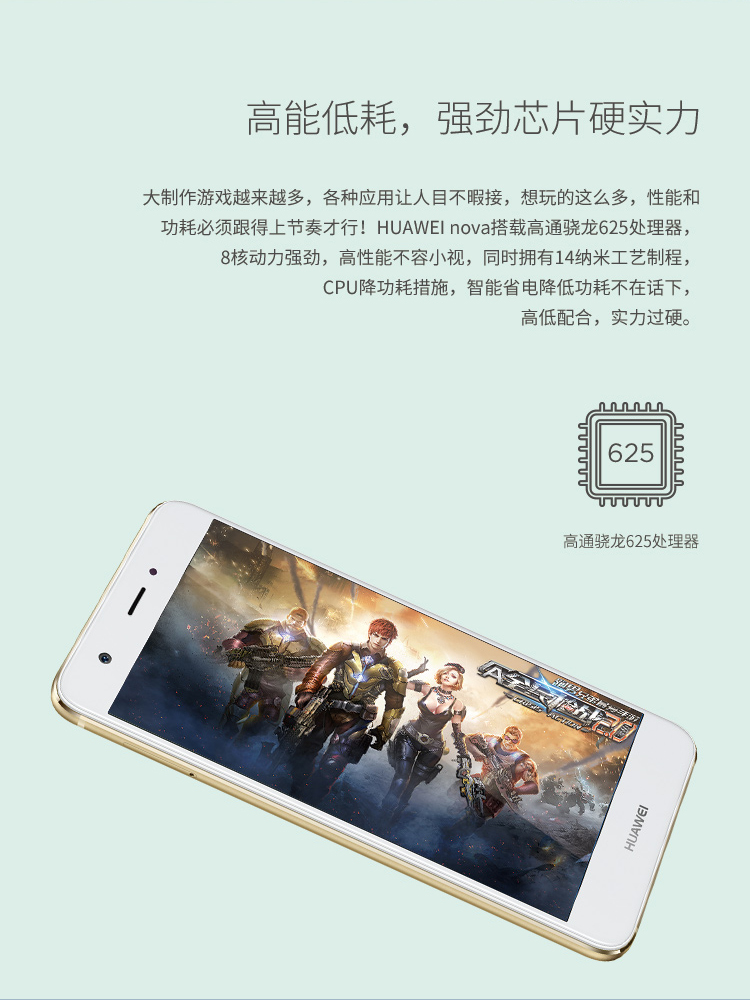 高能低耗，强劲芯片硬实力
大制作游戏越来越多，各种应用让人目不暇接，想玩的这么多，性能和
功耗必须跟得上节奏才行！HUAWEI nova搭载高通骁龙625处理器，
8核动力强劲，高性能不容小视，同时拥有14纳米工艺制程，
CPU降功耗措施，智能省电降低功耗不在话下，
高低配合，实力过硬。
625
高通骁龙625处理器
HUAWEI